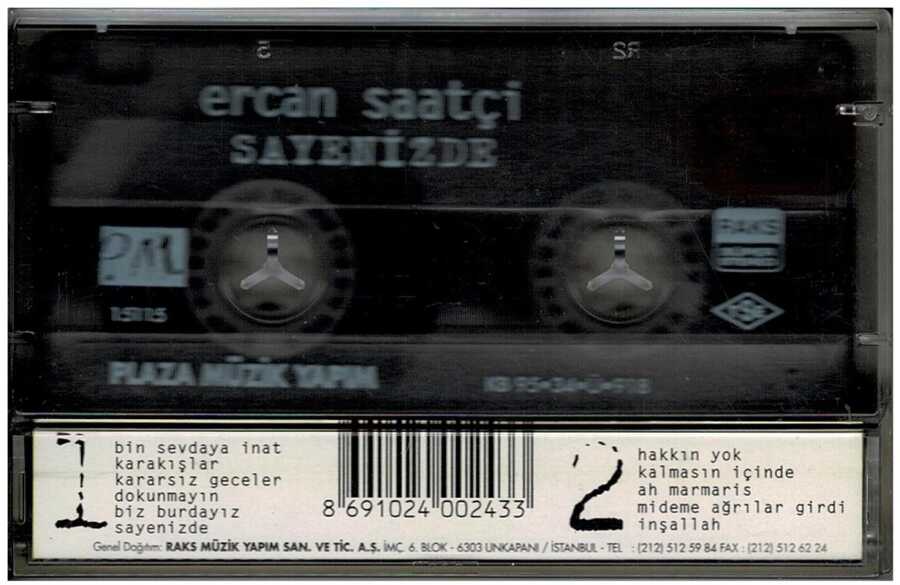 ercan saatçi
SAYENİZDE
PM
RAKS
15115
TSE
PLAZA MÜZİK YAPIM
1
bin sevdaya inat
karakışlar
kararsız geceler
dokunmayın
biz burdayız
sayenizde
8 691024 002433
2
hakkın yok
kalmasın içinde
ah marmaris
mideme ağrılar girdi
inşallah
Genel Dağıtım: RAKS MÜZİK YAPIM SAN. VE TİC. A.Ş. İMÇ 6. BLOK - 6303 UNKAPANI / İSTANBUL - TEL : (212) 512 59 84 FAX : (212) 512 62 24